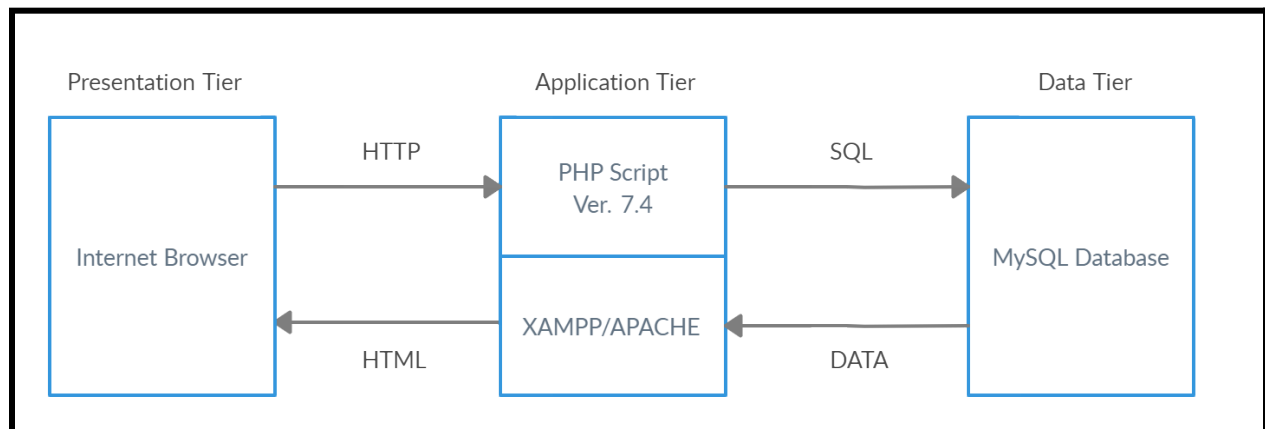 Presentation Tier
Application Tier
Data Tier
HTTP
SQL
PHP Script
Ver. 7.4
Internet Browser
MySQL Database
XAMPP/APACHE
HTML
DATA